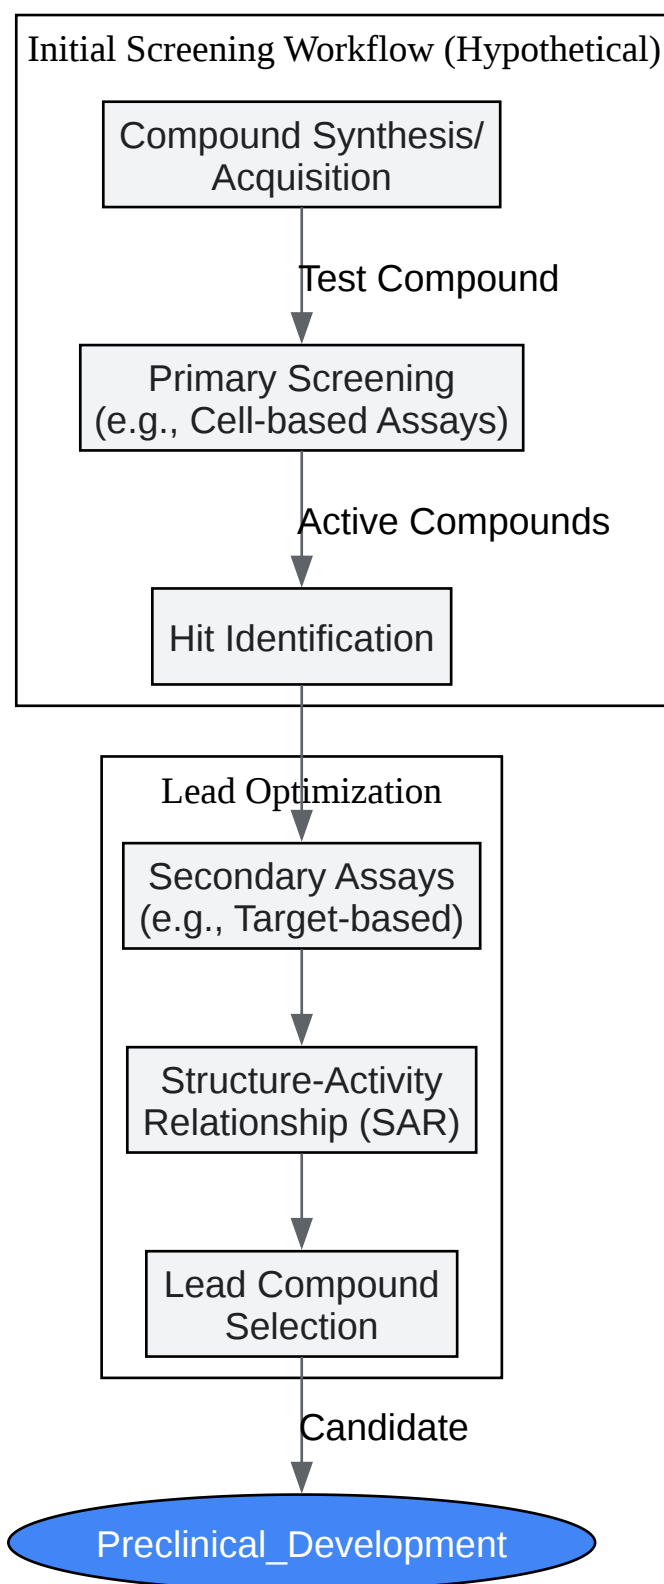 Initial Screening Workflow (Hypothetical)
Compound Synthesis/
Acquisition
Test Compound
Primary Screening
(e.g., Cell-based Assays)
Active Compounds
Hit Identification
Lead Optimization
Secondary Assays
(e.g., Target-based)
Structure-Activity
Relationship (SAR)
Lead Compound
Selection
Candidate
Preclinical_Development